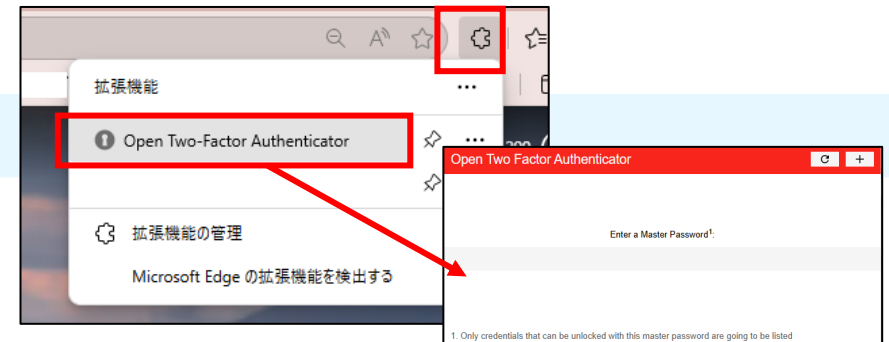 拡張機能
Open Two-Factor Authenticator
拡張機能の管理
Microsoft Edge の拡張機能を検出する
Open Two Factor Authenticator
Enter a Master Password1:
1. Only credentials that can be unlocked with this master password are going to be listed